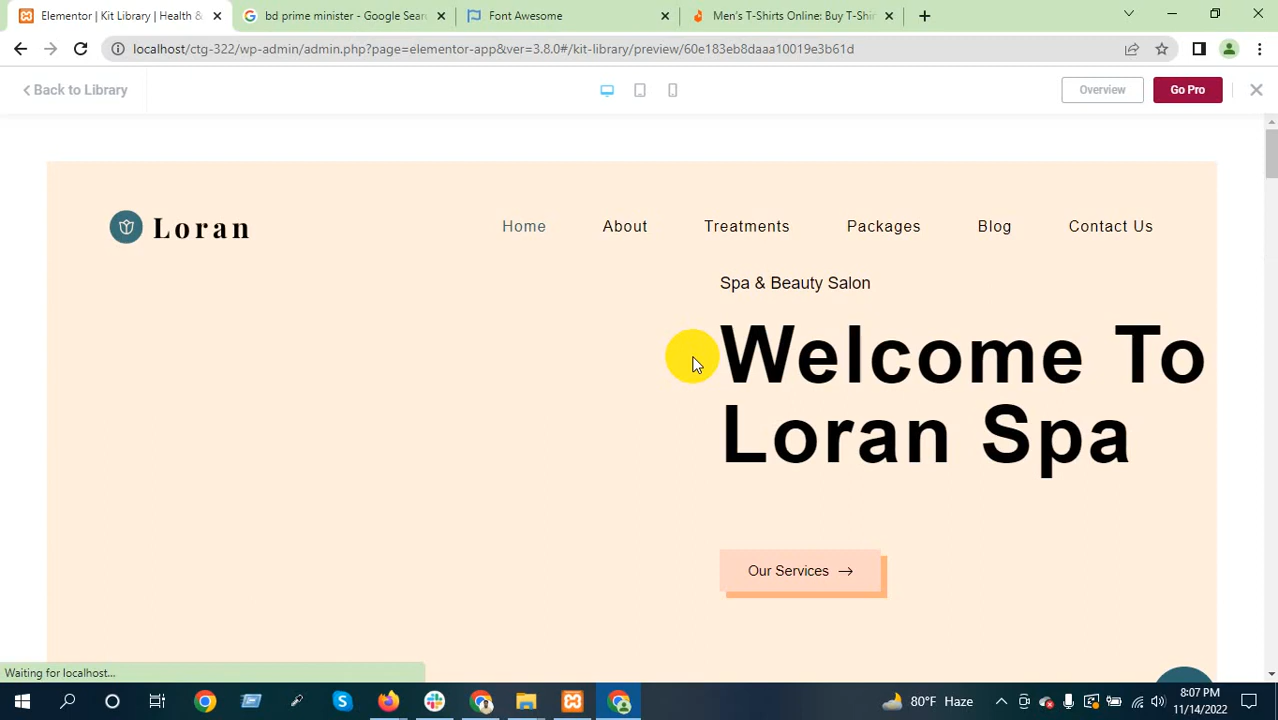 Elementor | Kit Library | Health &
bd prime minister - Google Sear
Font Awesome
Men's T-Shirts Online: Buy T-Shir
localhost/ctg-322/wp-admin/admin.php?page=elementor-app&ver=3.8.0#/kit-library/preview/60e183eb8daaa10019e3b61d
Back to Library
Overview
Go Pro
Loran
Home
About
Treatments
Packages
Blog
Contact Us
Spa & Beauty Salon
Welcome To
Loran Spa
Our Services
Waiting for localhost...
80°F Haze
8:07 PM
11/14/2022